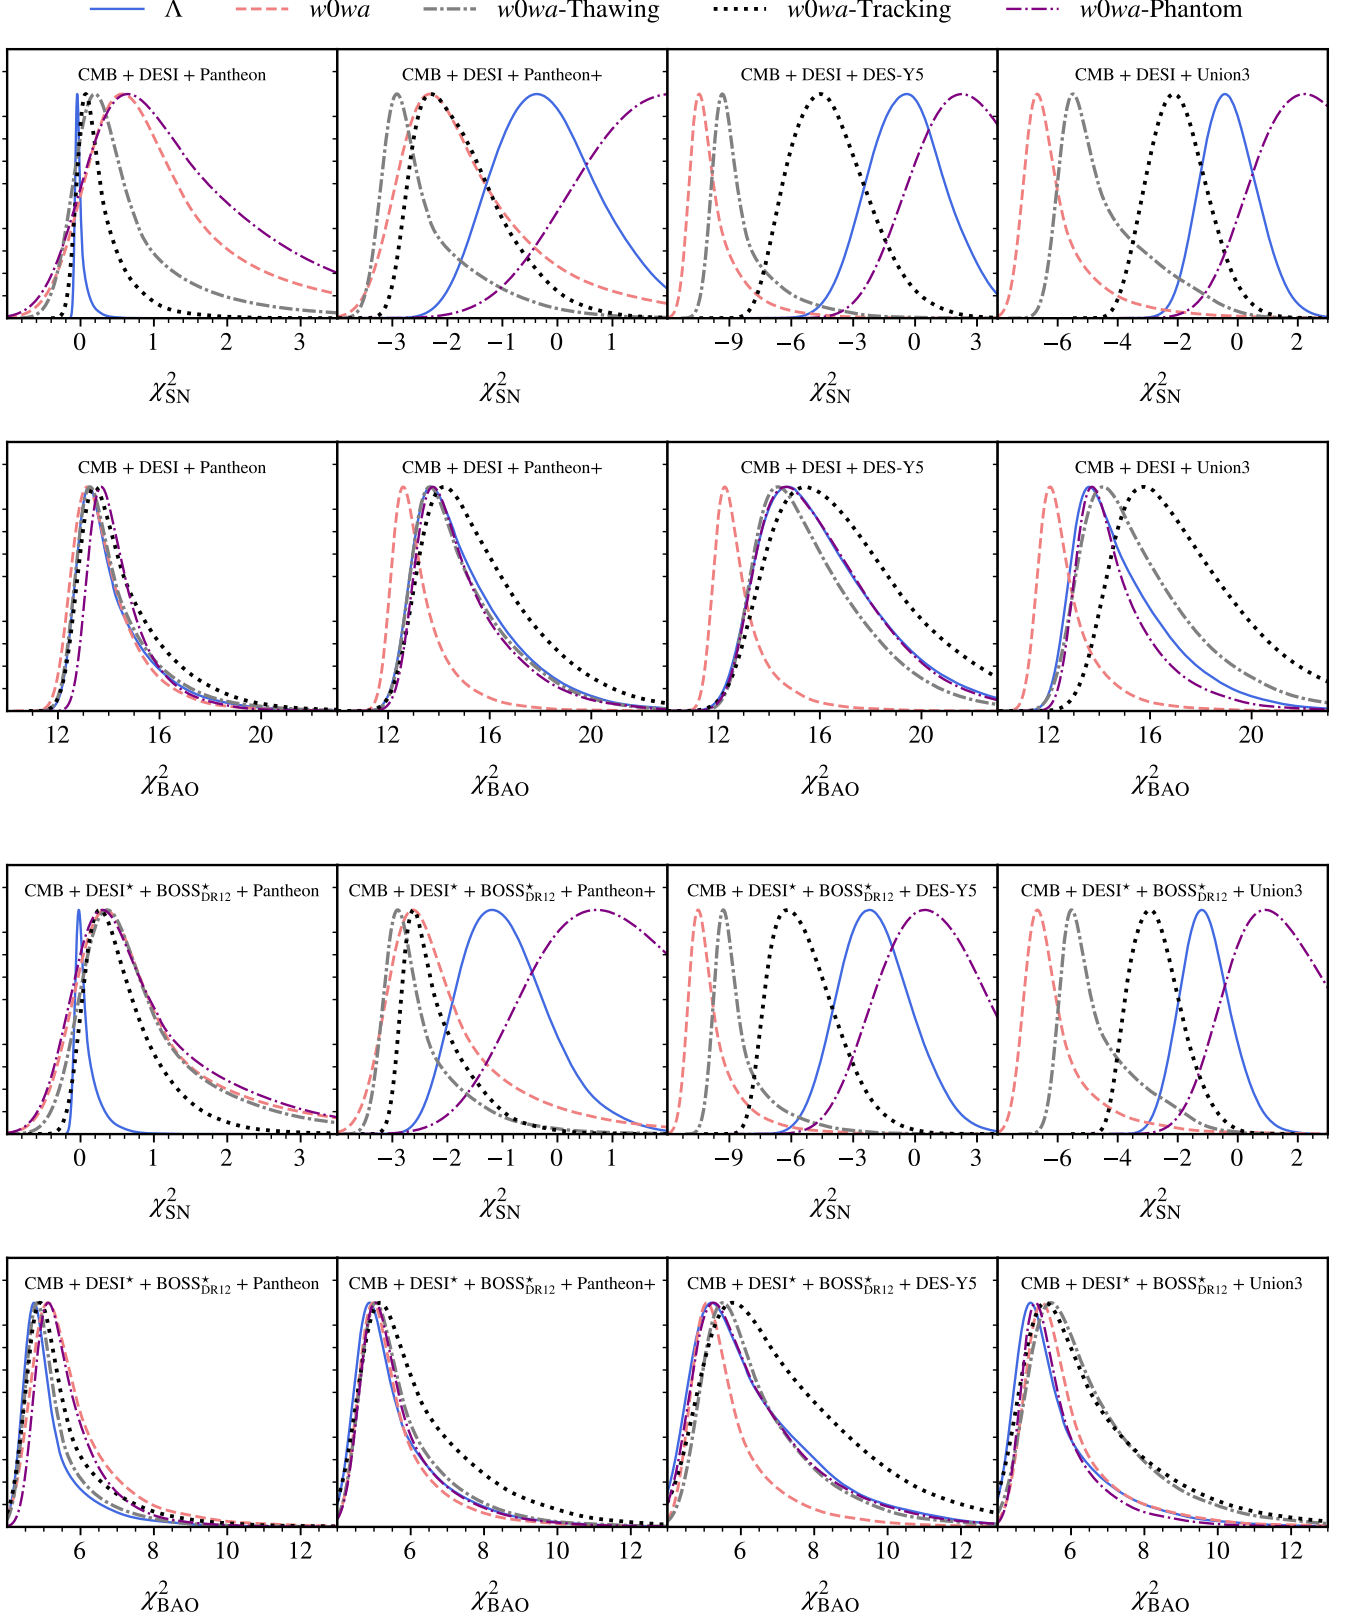 Λ w0wa w0wa-Thawing w0wa-Tracking w0wa-Phantom
CMB + DESI + Pantheon CMB + DESI + Pantheon+ CMB + DESI + DES-Y5 CMB + DESI + Union3
0 1 2 3 −3 −2 −1 0 1 −9 −6 −3 0 3 −6 −4 −2 0 2
χ²SN χ²SN χ²SN χ²SN
CMB + DESI + Pantheon CMB + DESI + Pantheon+ CMB + DESI + DES-Y5 CMB + DESI + Union3
12 16 20 12 16 20 12 16 20 12 16 20
χ²BAO χ²BAO χ²BAO χ²BAO
CMB + DESI★ + BOSS★DR12 + Pantheon CMB + DESI★ + BOSS★DR12 + Pantheon+ CMB + DESI★ + BOSS★DR12 + DES-Y5 CMB + DESI★ + BOSS★DR12 + Union3
0 1 2 3 −3 −2 −1 0 1 −9 −6 −3 0 3 −6 −4 −2 0 2
χ²SN χ²SN χ²SN χ²SN
CMB + DESI★ + BOSS★DR12 + Pantheon CMB + DESI★ + BOSS★DR12 + Pantheon+ CMB + DESI★ + BOSS★DR12 + DES-Y5 CMB + DESI★ + BOSS★DR12 + Union3
6 8 10 12 6 8 10 12 6 8 10 12 6 8 10 12
χ²BAO χ²BAO χ²BAO χ²BAO